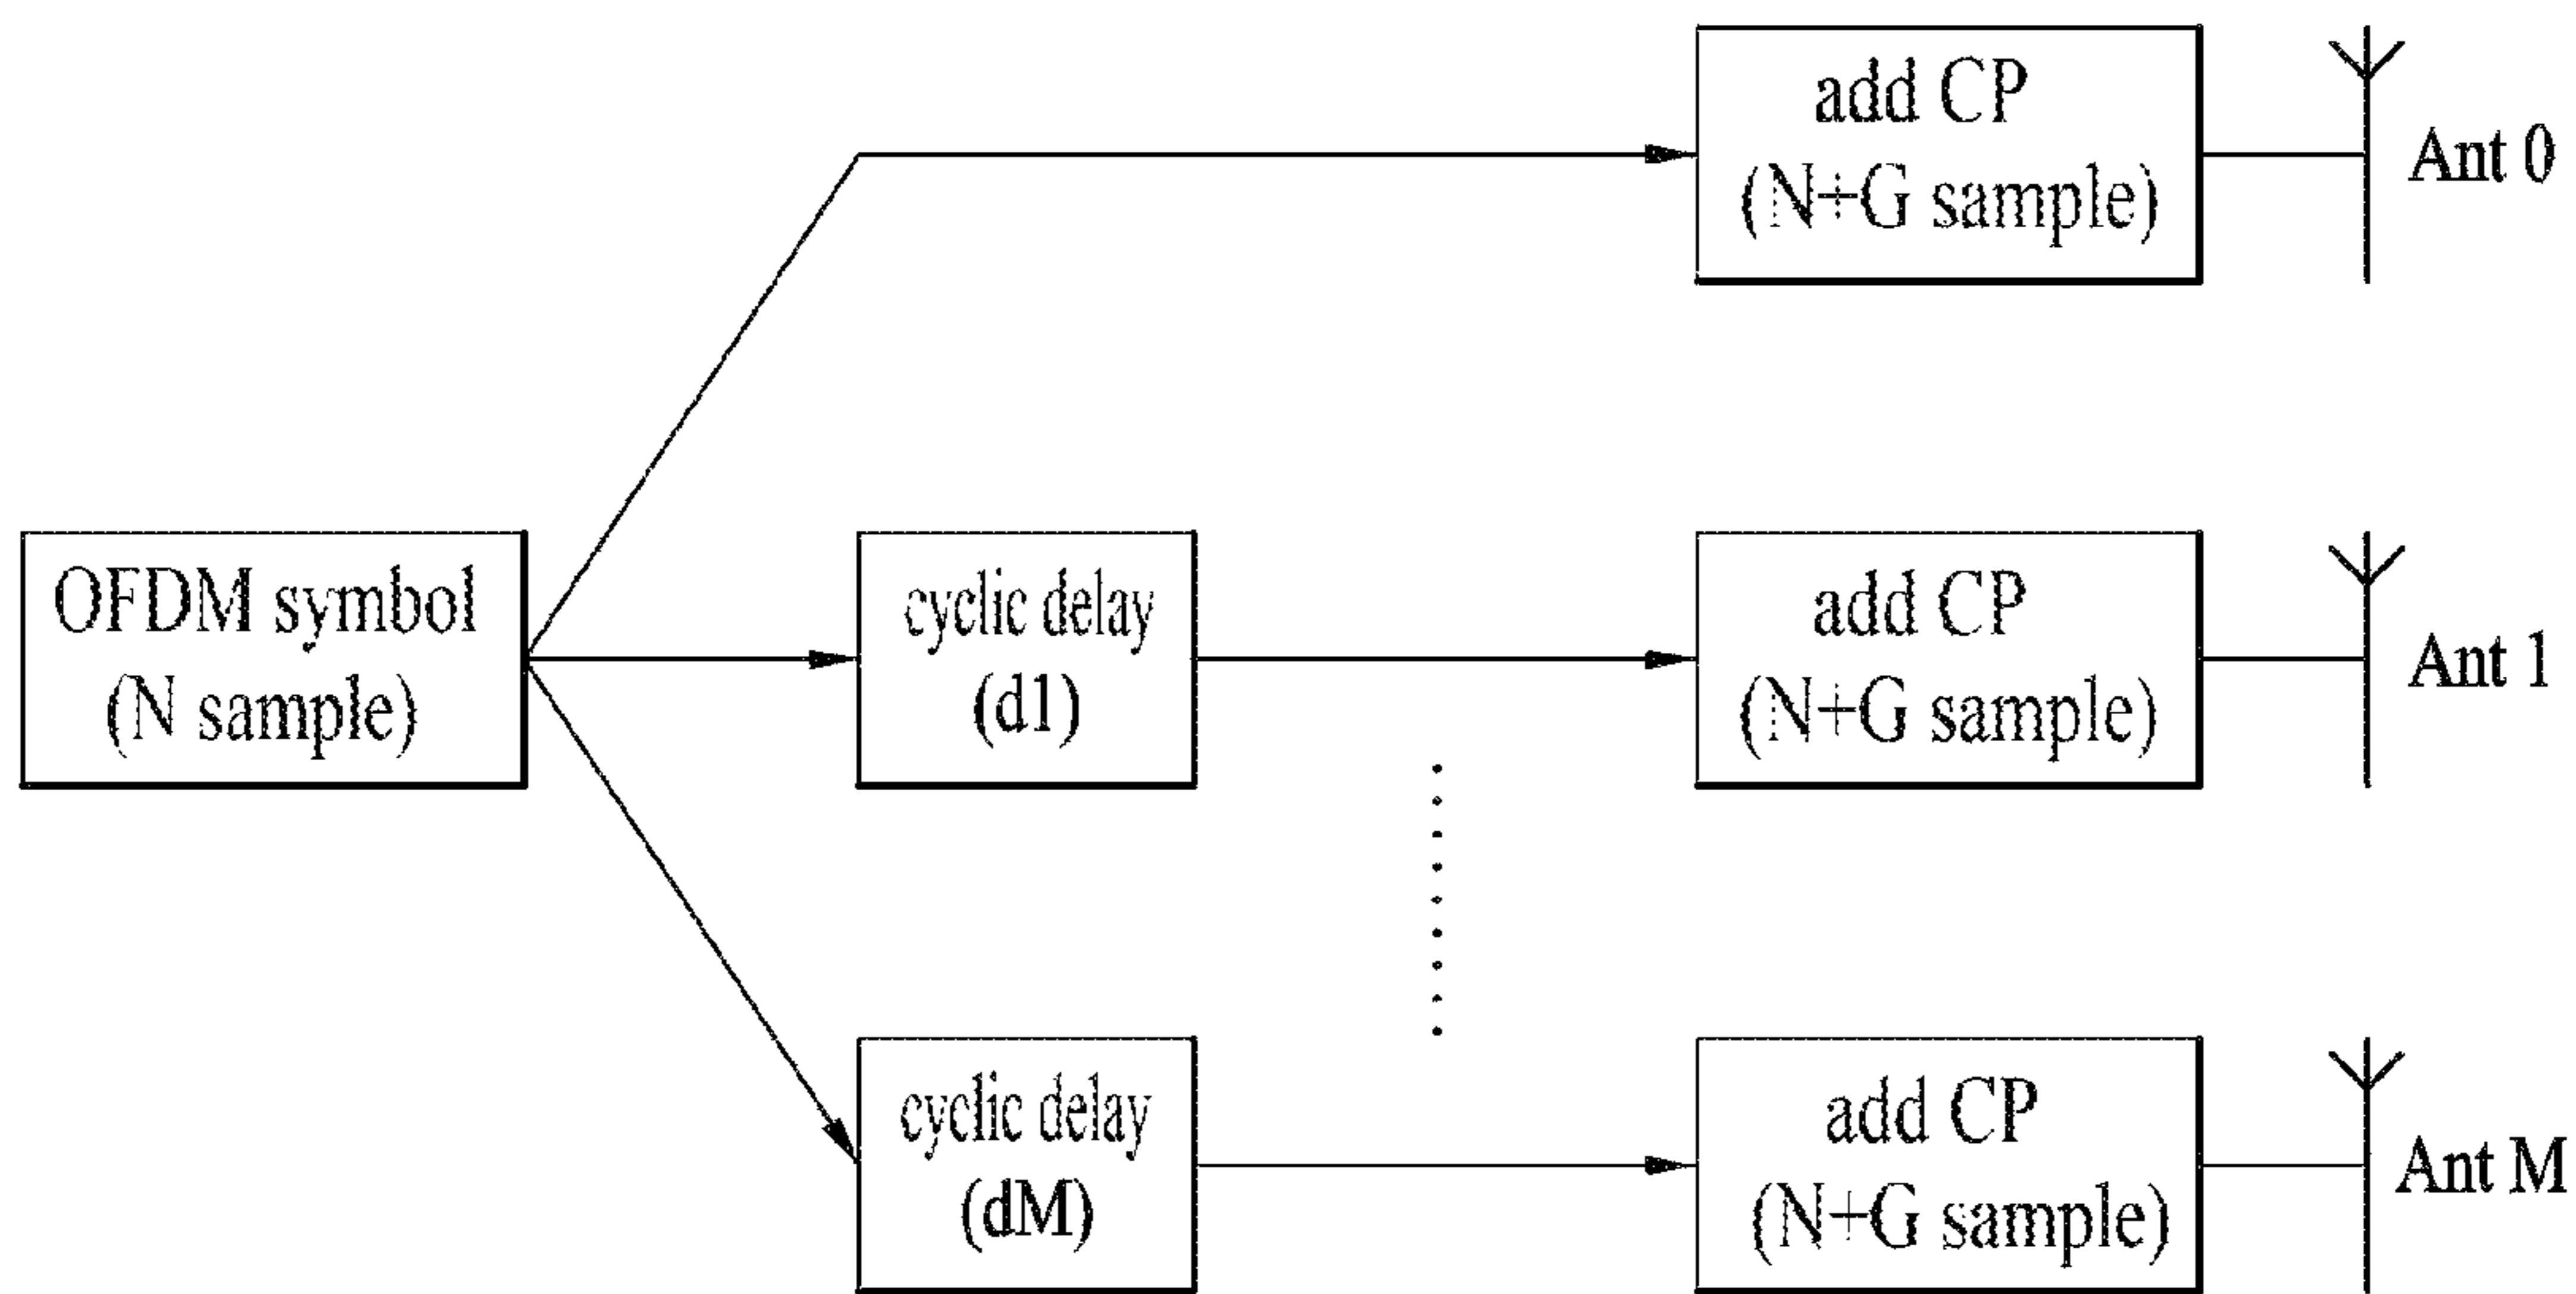 add CP
(N+G sample)
Ant 0
OFDM symbol
(N sample)
cyclic delay
(d1)
add CP
(N+G sample)
Ant 1
cyclic delay
(dM)
add CP
(N+G sample)
Ant M